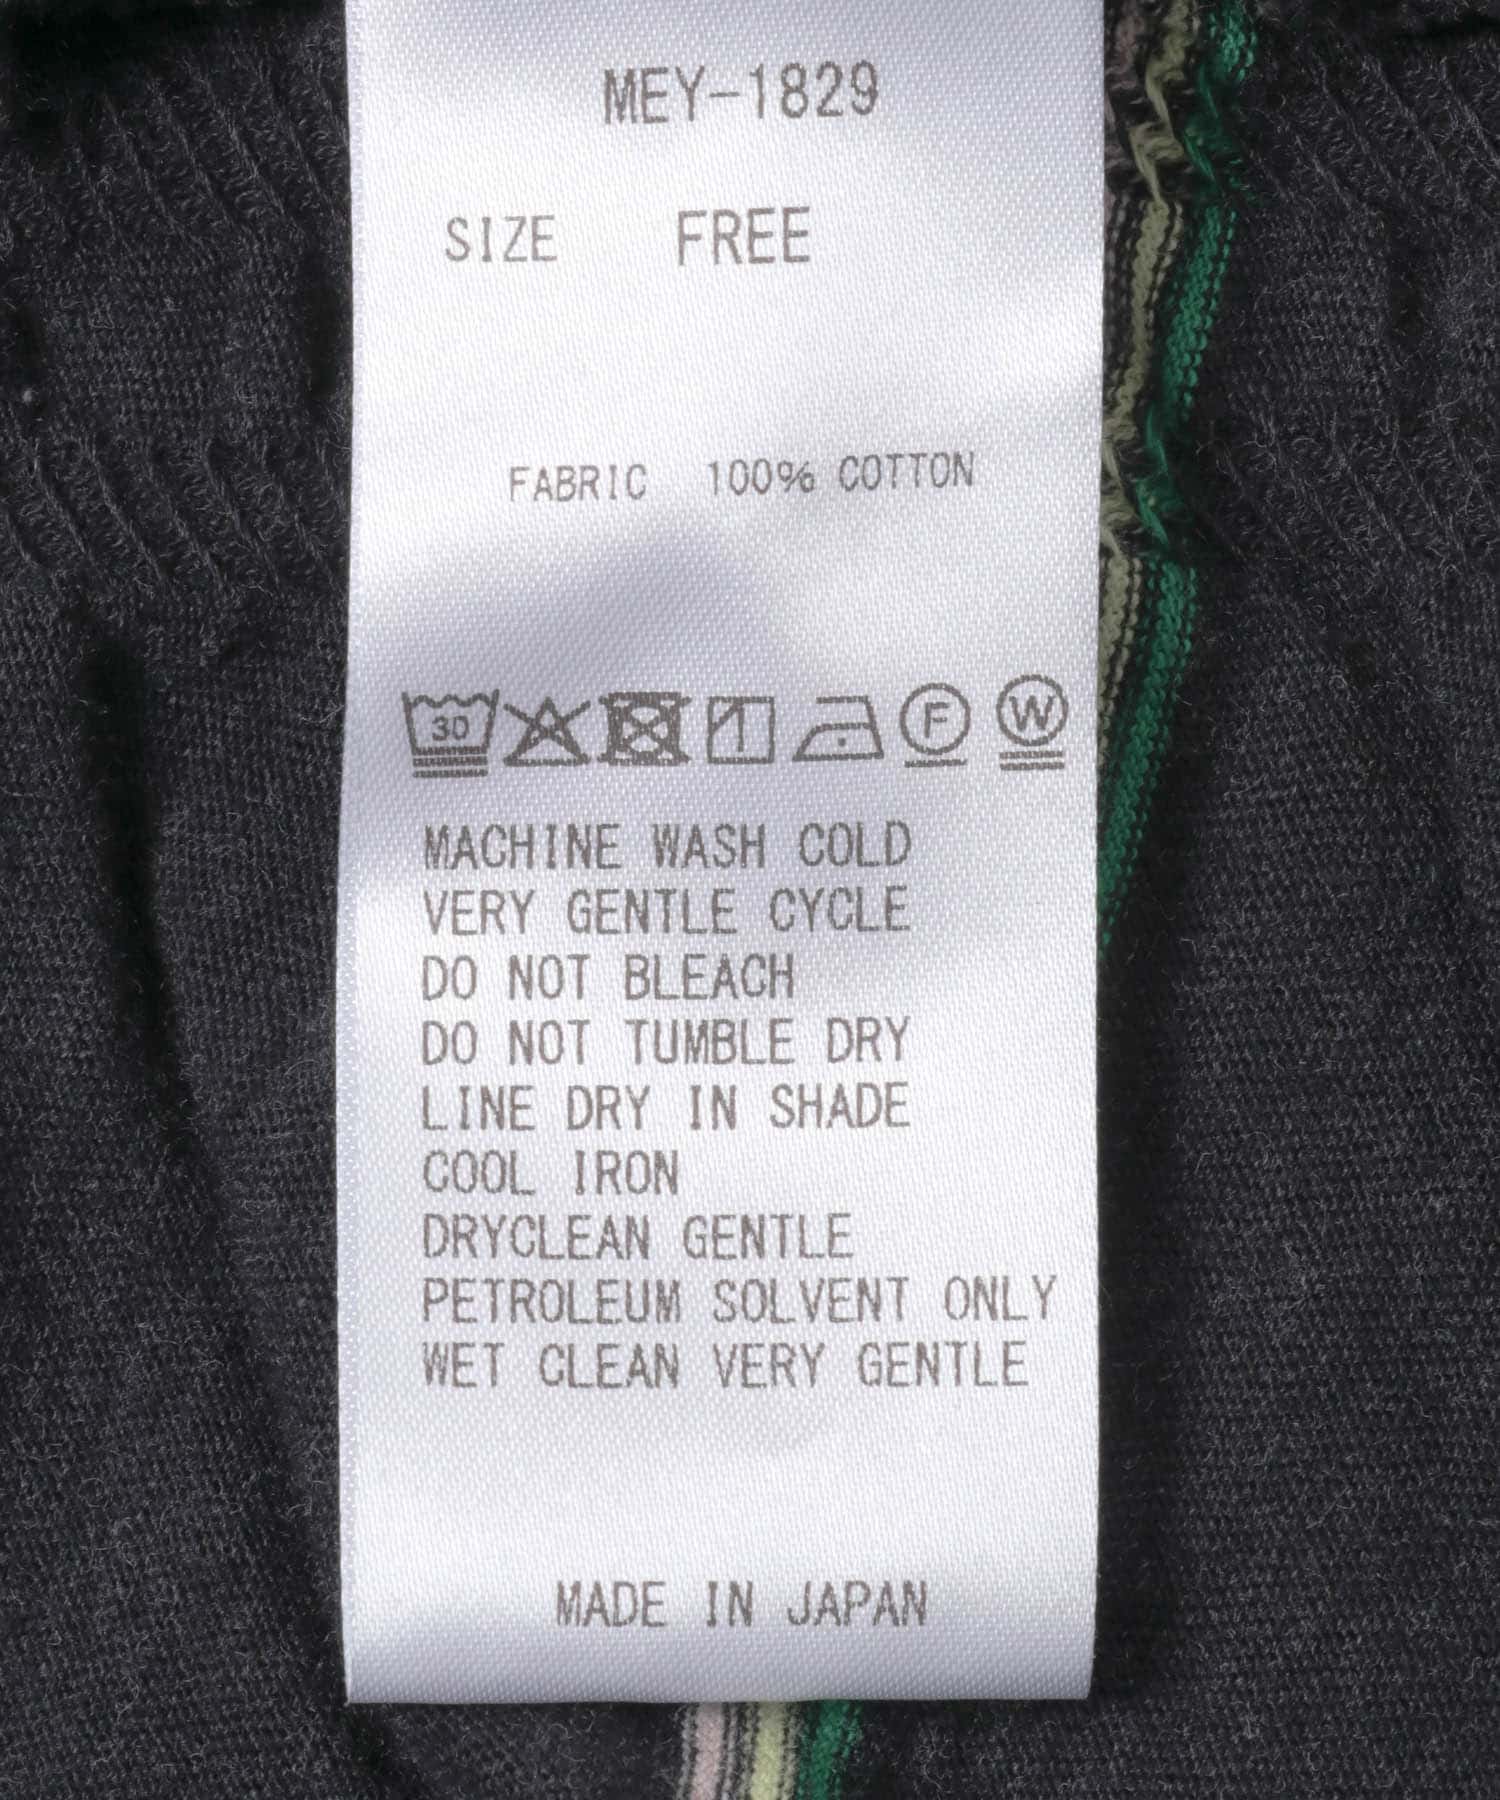 MEY-1829
SIZE FREE
FABRIC 100% COTTON
30 F W
MACHINE WASH COLD
VERY GENTLE CYCLE
DO NOT BLEACH
DO NOT TUMBLE DRY
LINE DRY IN SHADE
COOL IRON
DRYCLEAN GENTLE
PETROLEUM SOLVENT ONLY
WET CLEAN VERY GENTLE
MADE IN JAPAN